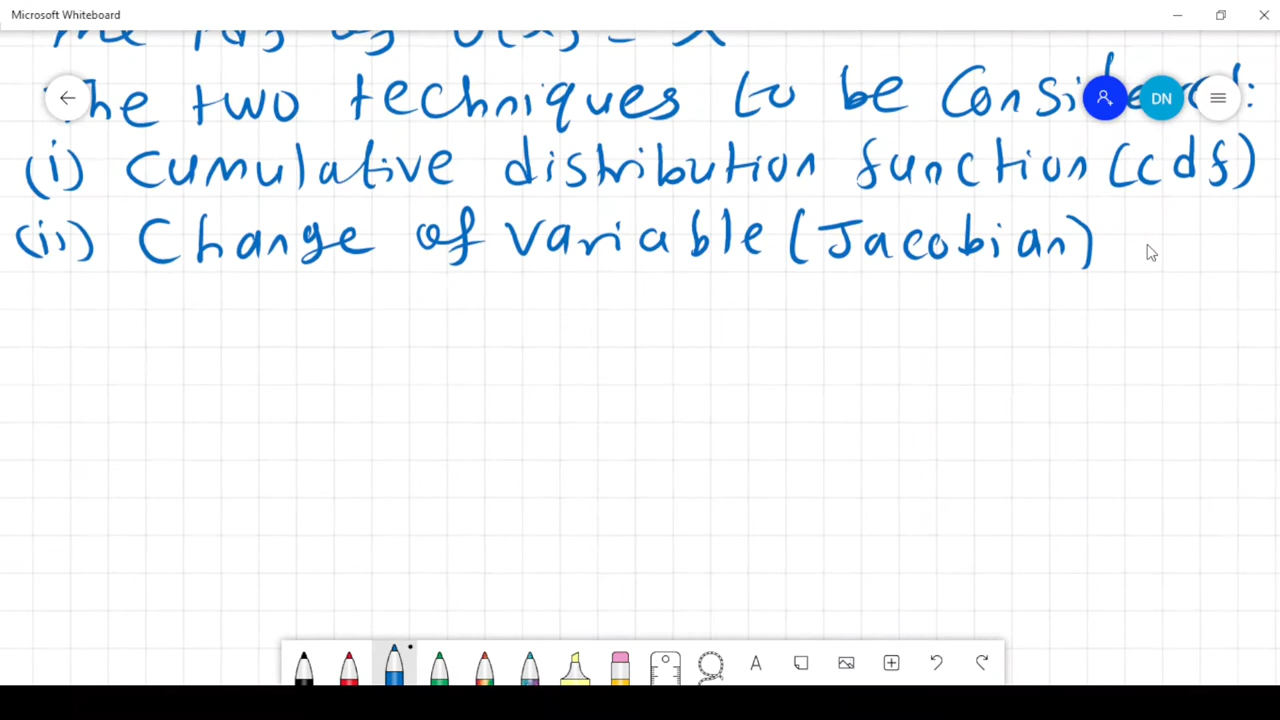 Microsoft Whiteboard
The two techniques to be Considered:
(i) Cumulative distribution function (cdf)
(ii) Change of variable (Jacobian)
DN
A